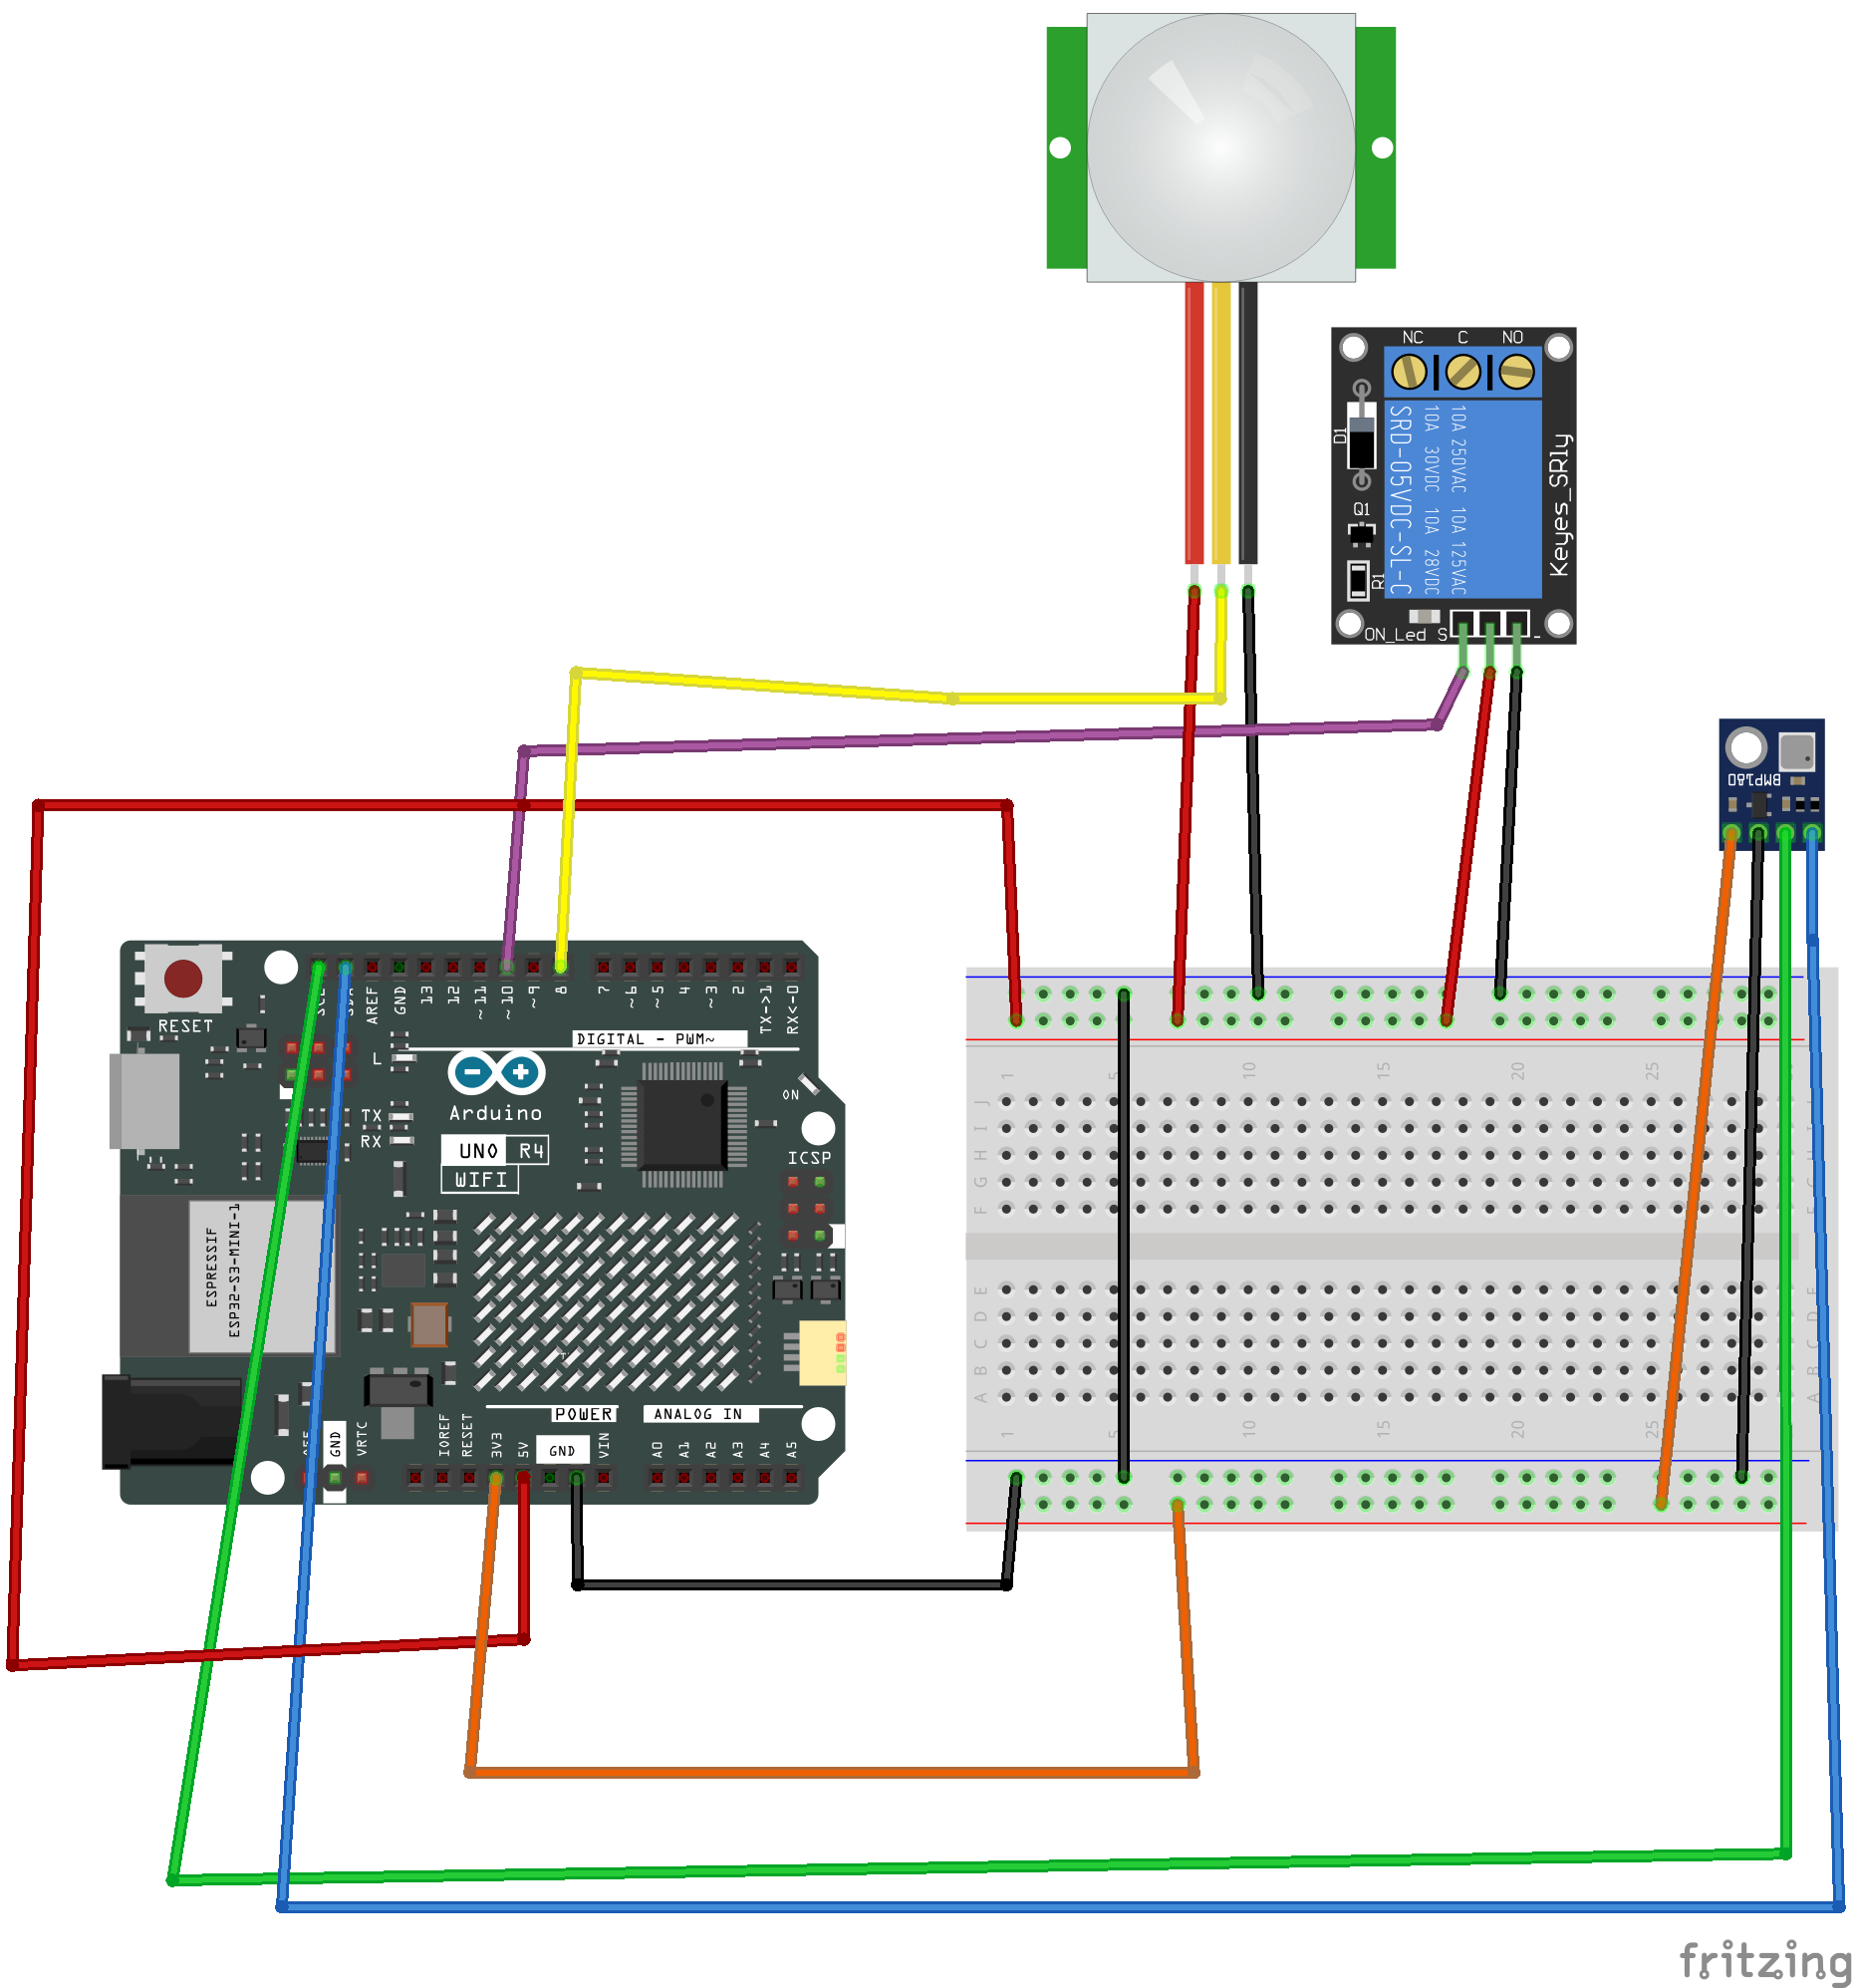 NC C NO
D1
Q1
R1
SRD-05VDC-SL-C
10A 30VDC 10A 28VDC
10A 250VAC 10A 125VAC
Keyes_SRly
ON_Led S -
BMP180
RESET
AREF
GND
13
12
~11
~10
~9
8
7
~6
~5
4
~3
2
TX->1
RX<-0
DIGITAL - PWM~
L
TX
RX
Arduino
UNO R4
WIFI
ON
ICSP
ESPRESSIF
ESP32-S3-MINI-1
POWER
ANALOG IN
GND
VRTC
IOREF
RESET
3V3
5V
GND
VIN
A0
A1
A2
A3
A4
A5
1 5 10 15 20 25
J
I
H
G
F
E
D
C
B
A
1 5 10 15 20 25
fritzing